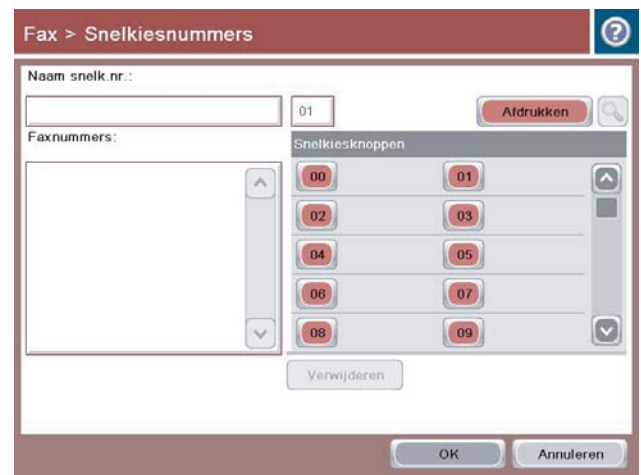 Fax > Snelkiesnummers
?
Naam snelk.nr.:
01
Afdrukken
Faxnummers:
Snelkiesknoppen
00 01
02 03
04 05
06 07
08 09
Verwijderen
OK Annuleren